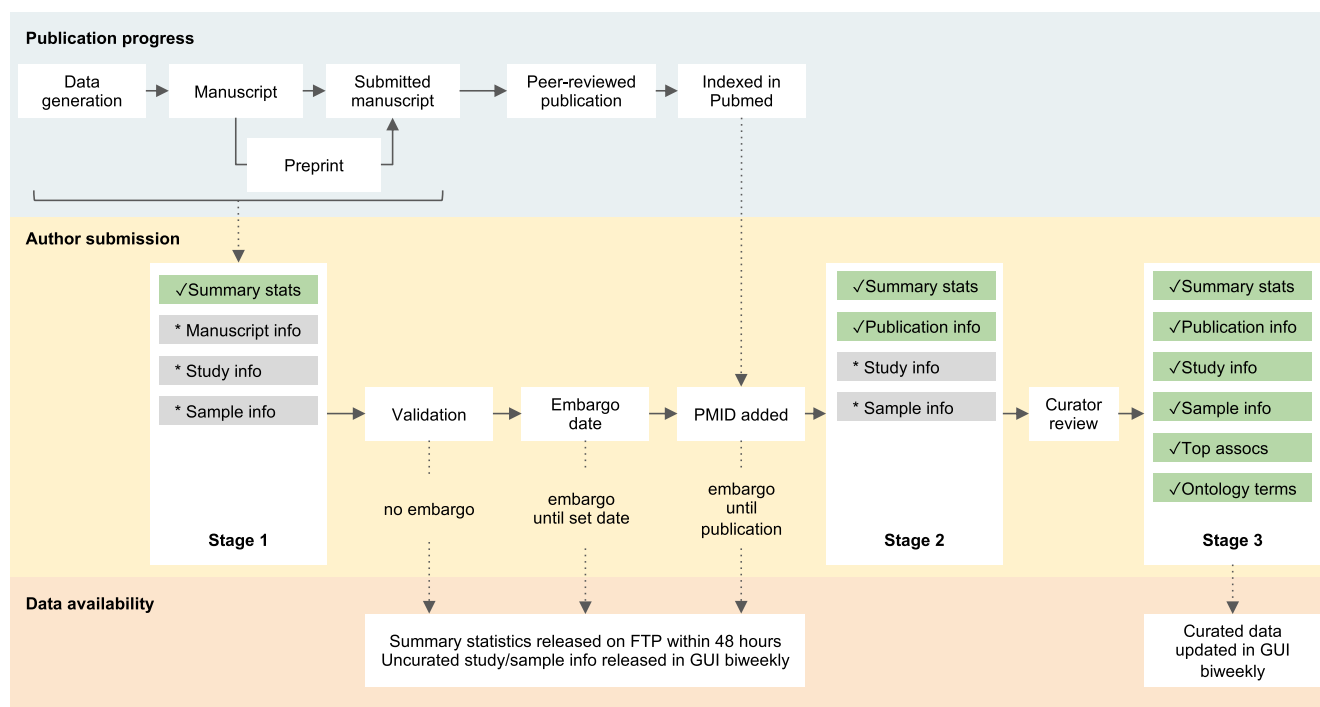 Publication progress
Data
generation
Manuscript
Submitted
manuscript
Peer-reviewed
publication
Indexed in
Pubmed
Preprint
Author submission
✓Summary stats
* Manuscript info
* Study info
* Sample info
Stage 1
Validation
Embargo
date
PMID added
no embargo
embargo
until set date
embargo
until
publication
✓Summary stats
✓Publication info
* Study info
* Sample info
Stage 2
Curator
review
✓Summary stats
✓Publication info
✓Study info
✓Sample info
✓Top assocs
✓Ontology terms
Stage 3
Data availability
Summary statistics released on FTP within 48 hours
Uncurated study/sample info released in GUI biweekly
Curated data
updated in GUI
biweekly